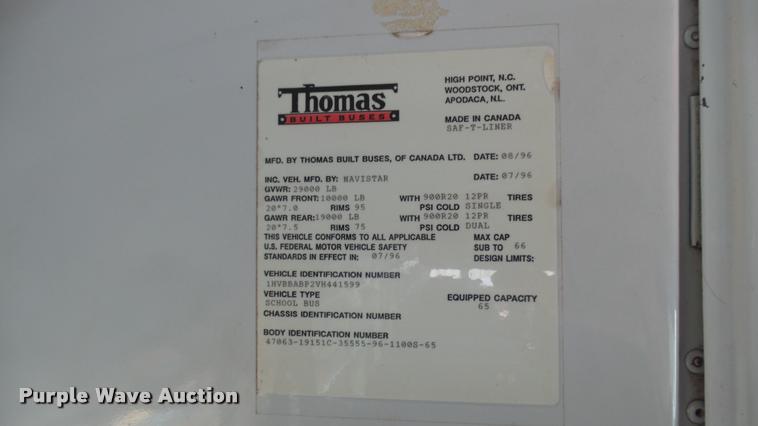 Thomas
BUILT BUSES
HIGH POINT, N.C.
WOODSTOCK, ONT.
APODACA, N.L.
MADE IN CANADA
SAF-T-LINER
MFD. BY THOMAS BUILT BUSES, OF CANADA LTD. DATE: 08/96
INC. VEH. MFD. BY: NAVISTAR DATE: 07/96
GVWR: 29000 LB
GAWR FRONT: 10000 LB WITH 900R20 12PR TIRES
20*7.0 RIMS 95 PSI COLD SINGLE
GAWR REAR: 19000 LB WITH 900R20 12PR TIRES
20*7.5 RIMS 75 PSI COLD DUAL
THIS VEHICLE CONFORMS TO ALL APPLICABLE MAX CAP
U.S. FEDERAL MOTOR VEHICLE SAFETY SUB TO 66
STANDARDS IN EFFECT IN: 07/96 DESIGN LIMITS:
VEHICLE IDENTIFICATION NUMBER
1HVBBABP2VH441599
VEHICLE TYPE EQUIPPED CAPACITY
SCHOOL BUS 65
CHASSIS IDENTIFICATION NUMBER
BODY IDENTIFICATION NUMBER
47063-19151C-35555-96-1100S-65
Purple Wave Auction